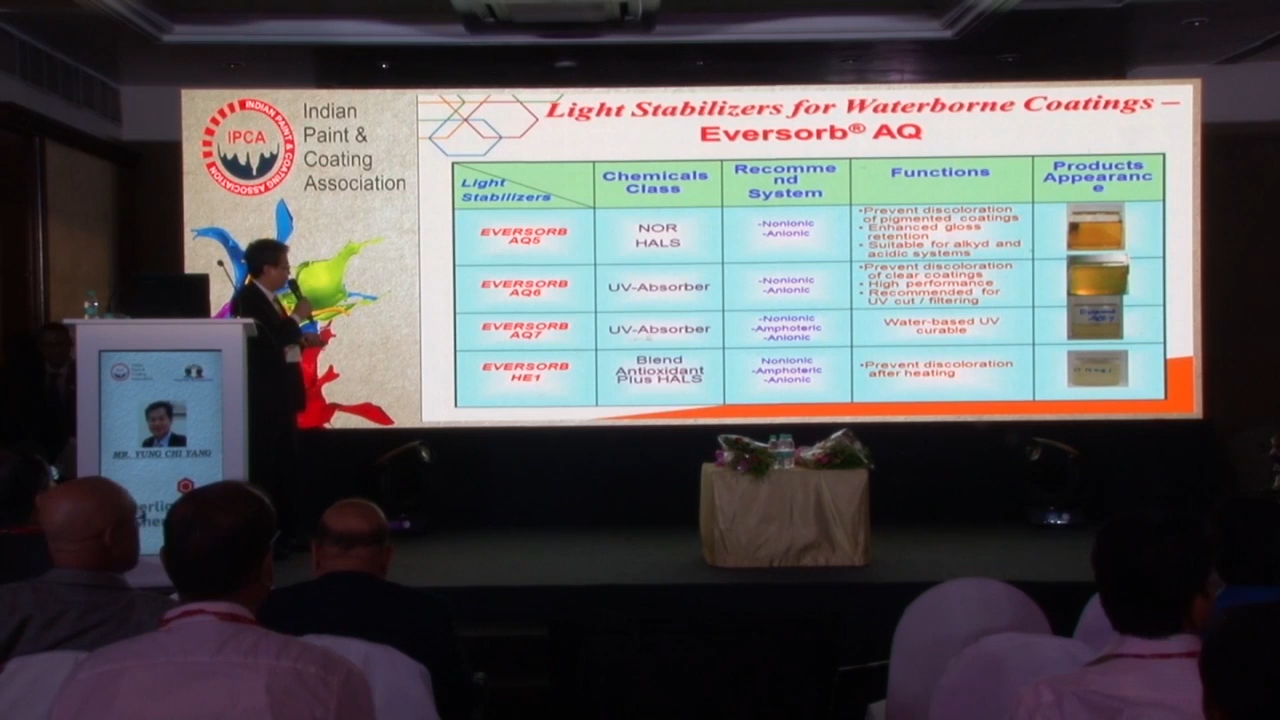 INDIAN PAINT & COATING ASSOCIATION
IPCA
Indian
Paint &
Coating
Association
Light Stabilizers for Waterborne Coatings –
Eversorb® AQ
Light
Stabilizers
Chemicals
Class
Recomme
nd
System
Functions
Products
Appearanc
e
EVERSORB
AQ5
NOR
HALS
-Nonionic
-Anionic
•Prevent discoloration
of pigmented coatings
• Enhanced gloss
retention
• Suitable for alkyd and
acidic systems
EVERSORB
AQ6
UV-Absorber
-Nonionic
-Anionic
•Prevent discoloration
of clear coatings
• High performance
• Recommended for
UV cut / filtering
EVERSORB
AQ7
UV-Absorber
-Nonionic
-Amphoteric
-Anionic
Water-based UV
curable
EVERSORB
HE1
Blend
Antioxidant
Plus HALS
Nonionic
-Amphoteric
-Anionic
•Prevent discoloration
after heating
MR. YUNG CHI YANG